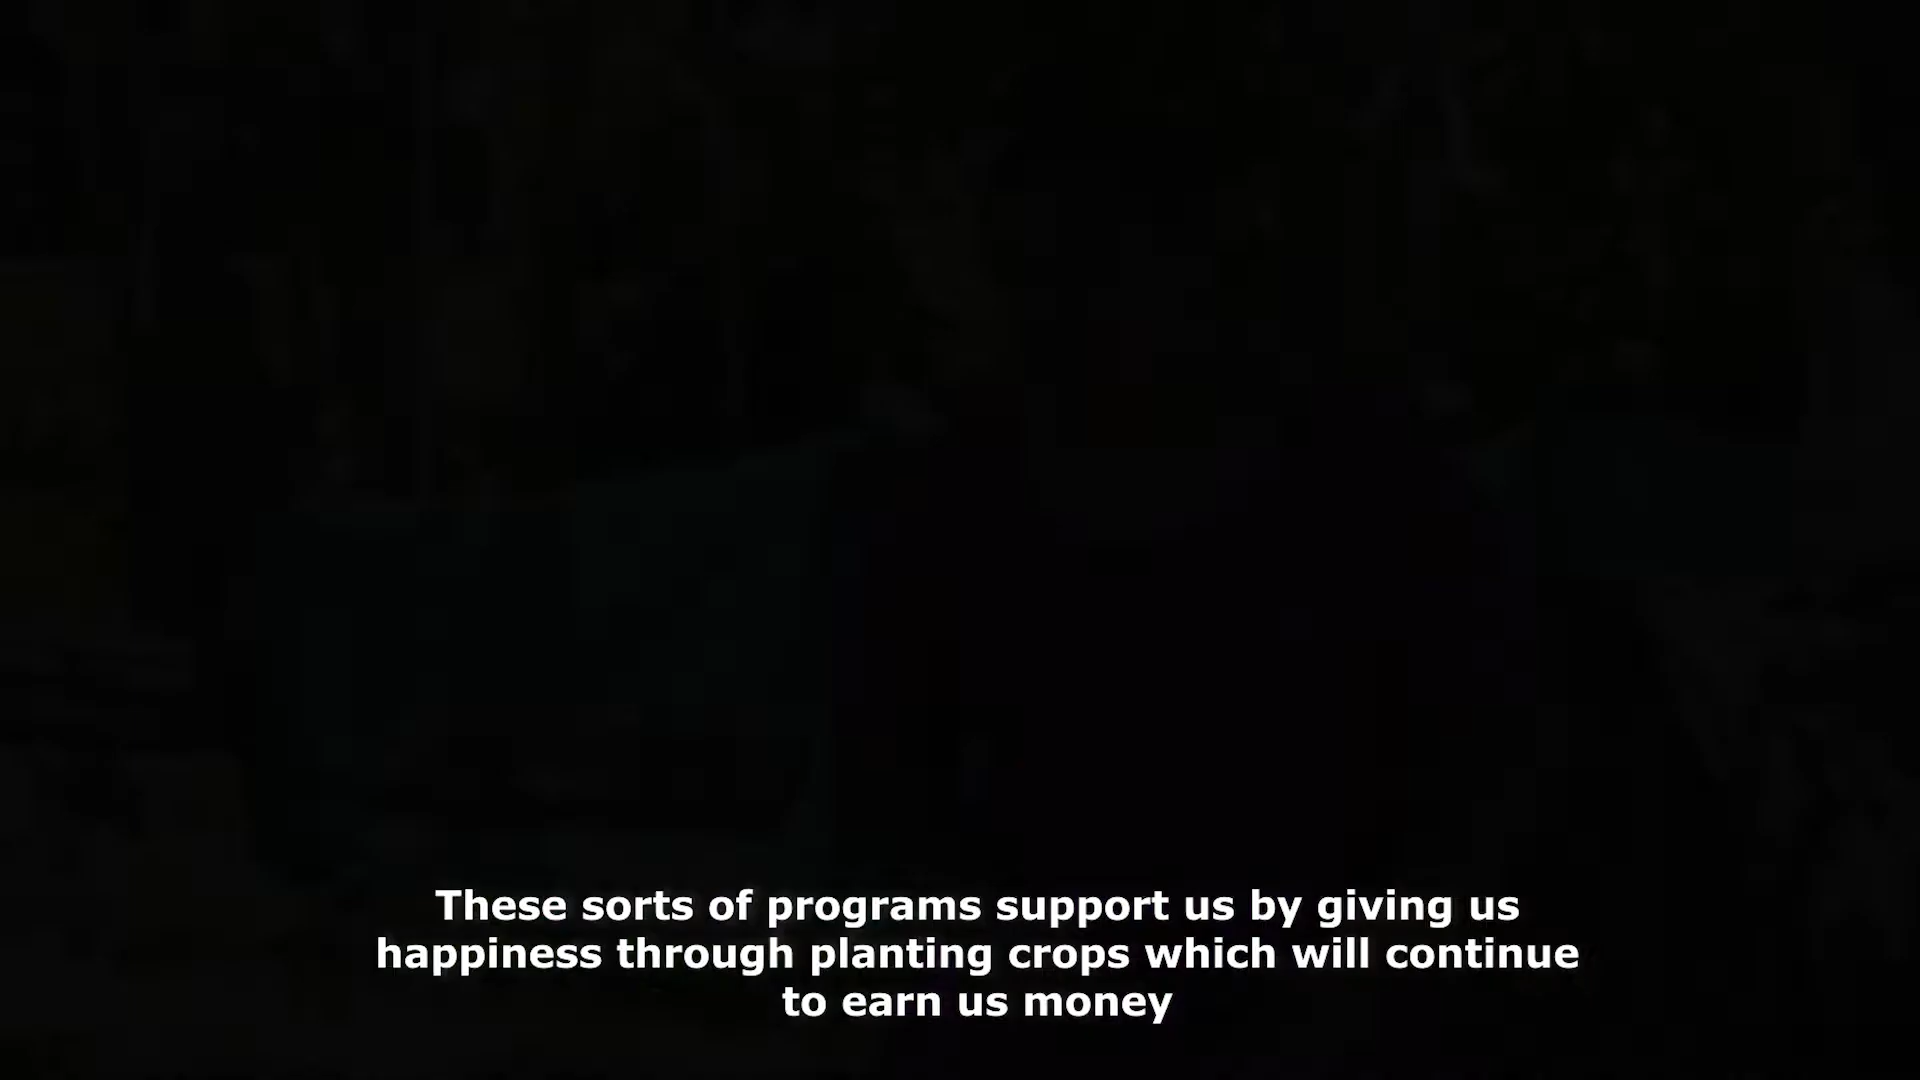 These sorts of programs support us by giving us
happiness through planting crops which will continue
to earn us money